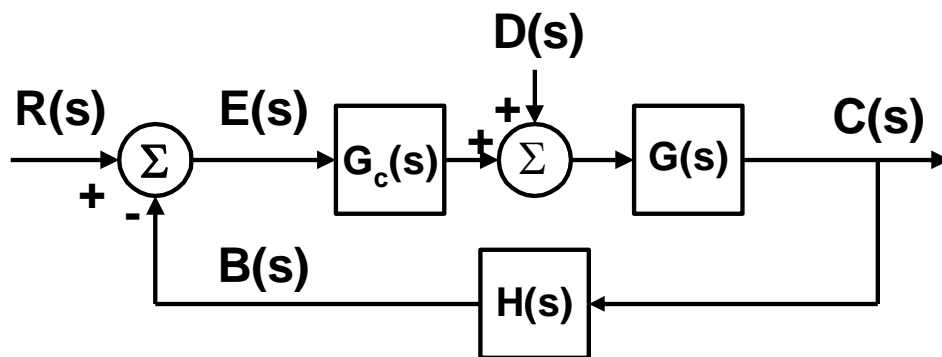 D(s)
R(s)
E(s)
C(s)
+
+
Σ
G_c(s)
Σ
G(s)
+
-
B(s)
H(s)